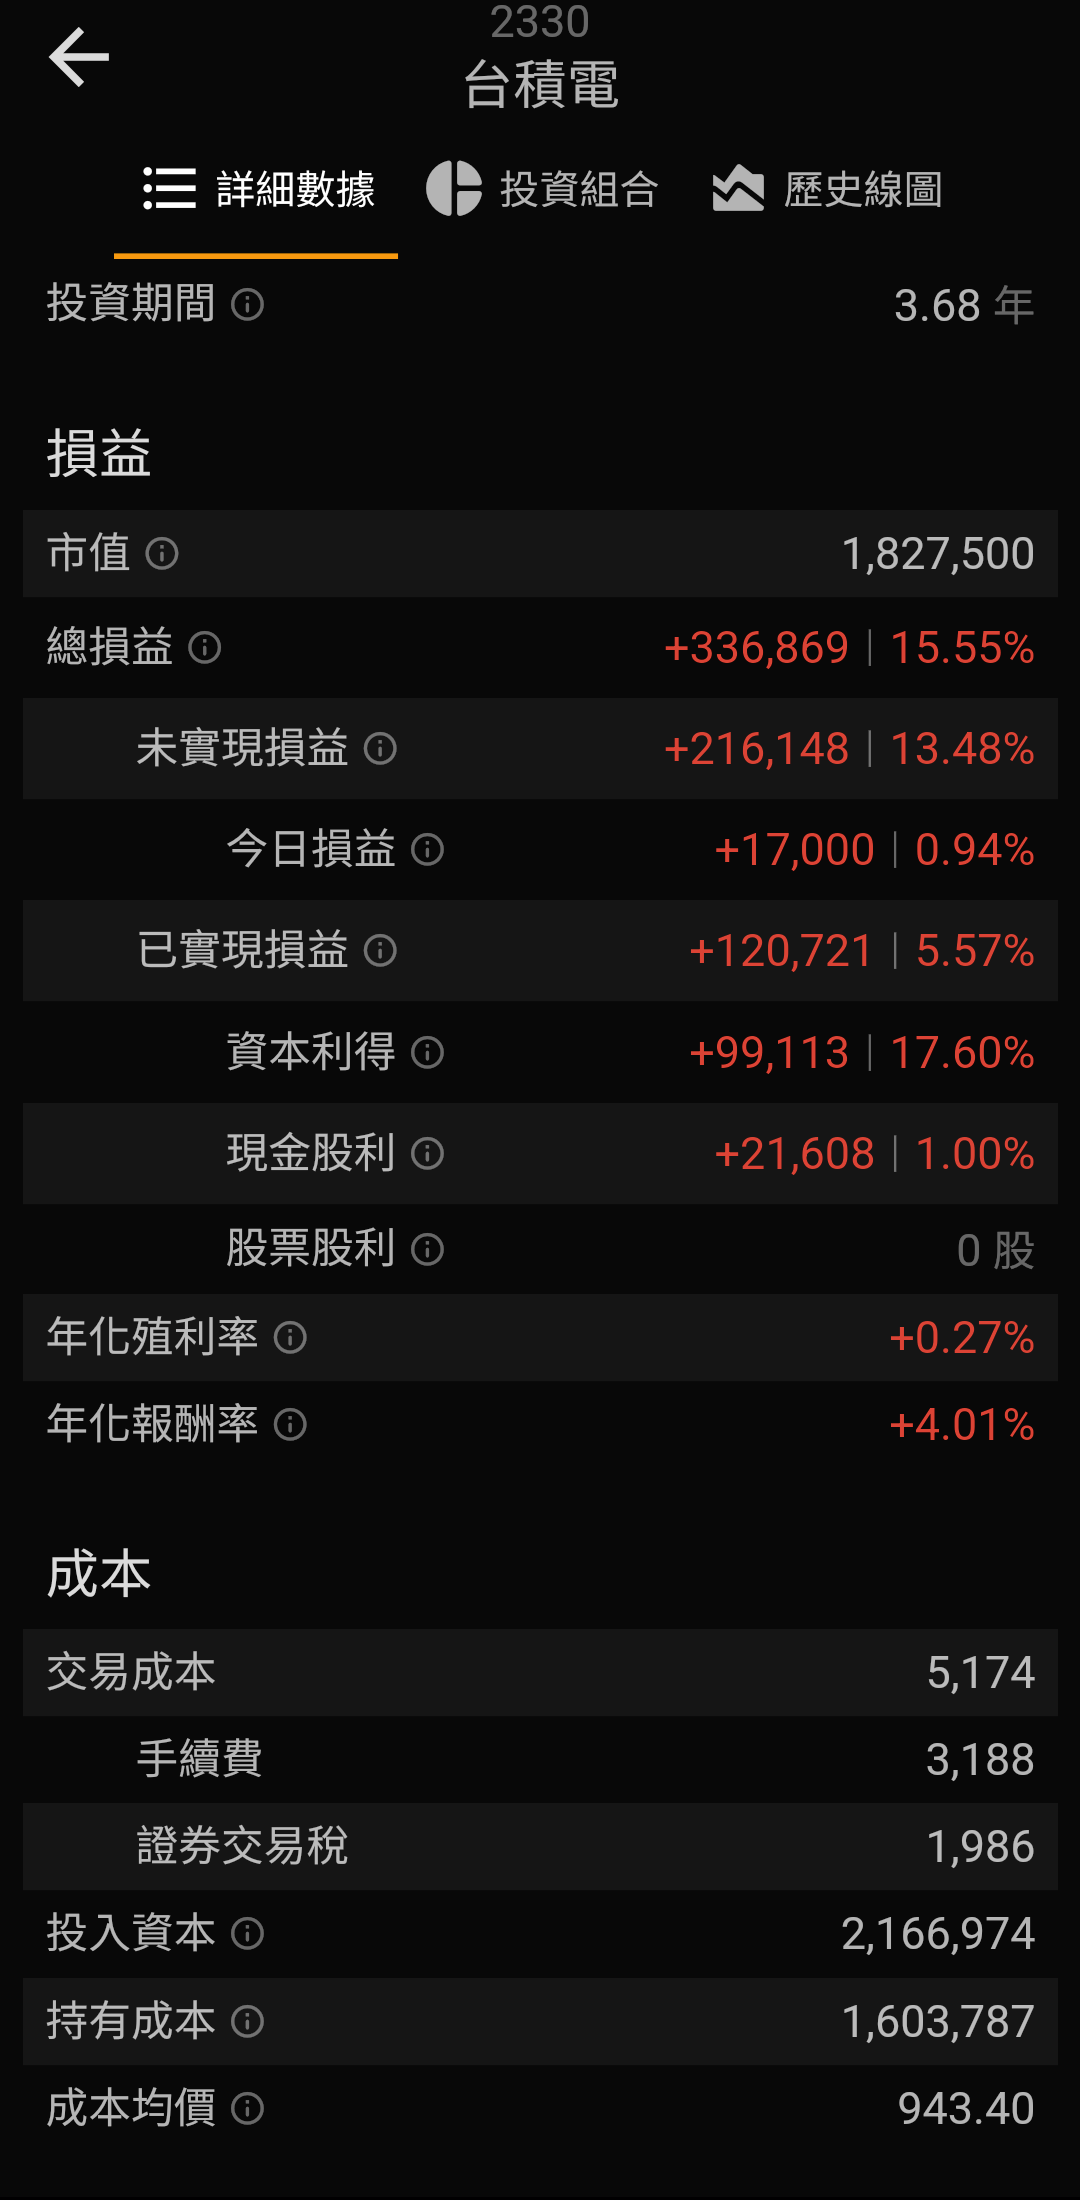 2330
台積電
詳細數據 投資組合 歷史線圖
投資期間 3.68 年
損益
市值 1,827,500
總損益 +336,869 | 15.55%
未實現損益 +216,148 | 13.48%
今日損益 +17,000 | 0.94%
已實現損益 +120,721 | 5.57%
資本利得 +99,113 | 17.60%
現金股利 +21,608 | 1.00%
股票股利 0 股
年化殖利率 +0.27%
年化報酬率 +4.01%
成本
交易成本 5,174
手續費 3,188
證券交易稅 1,986
投入資本 2,166,974
持有成本 1,603,787
成本均價 943.40